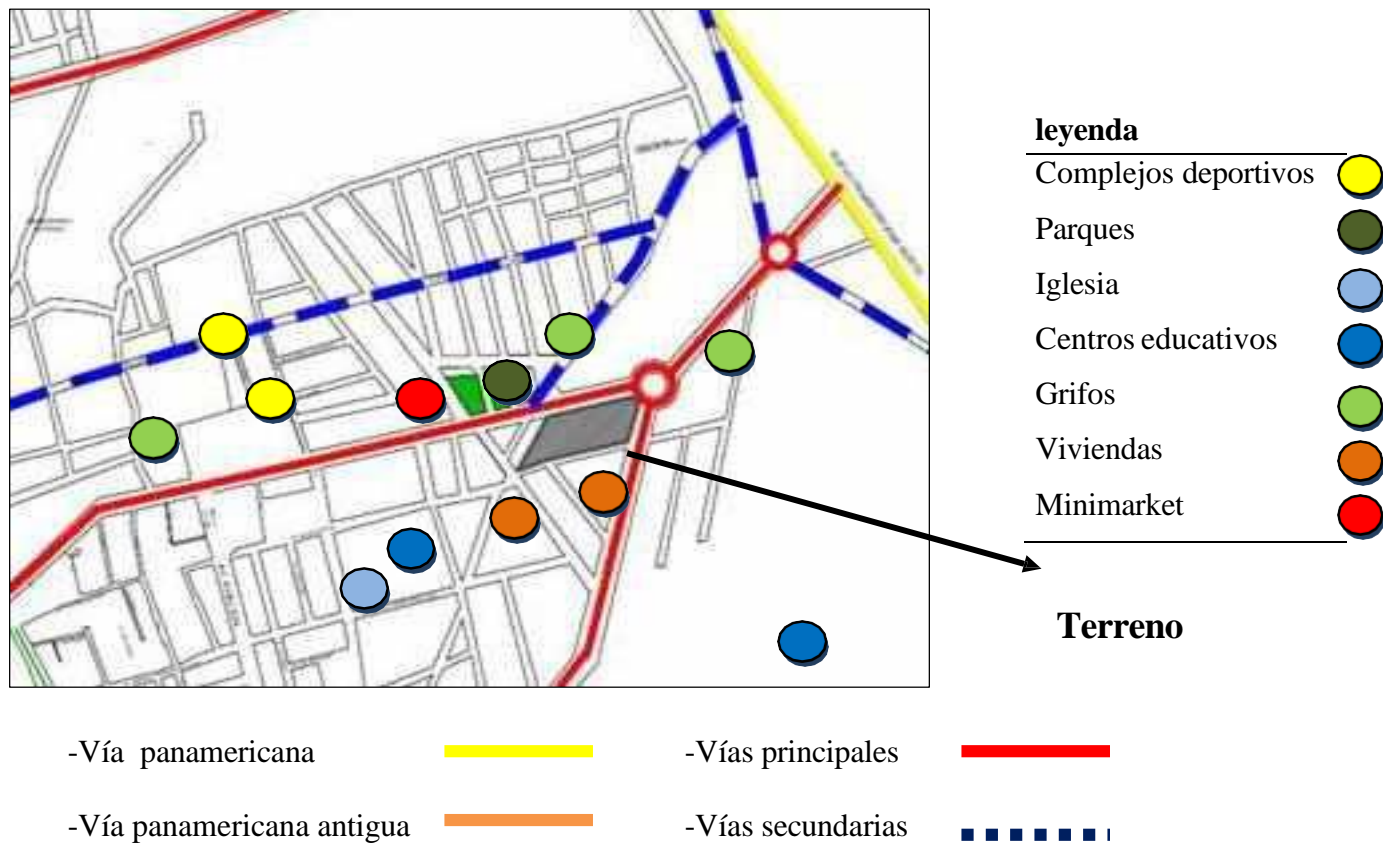 leyenda
Complejos deportivos
Parques
Iglesia
Centros educativos
Grifos
Viviendas
Minimarket
Terreno
-Vía panamericana
-Vías principales
-Vía panamericana antigua
-Vías secundarias